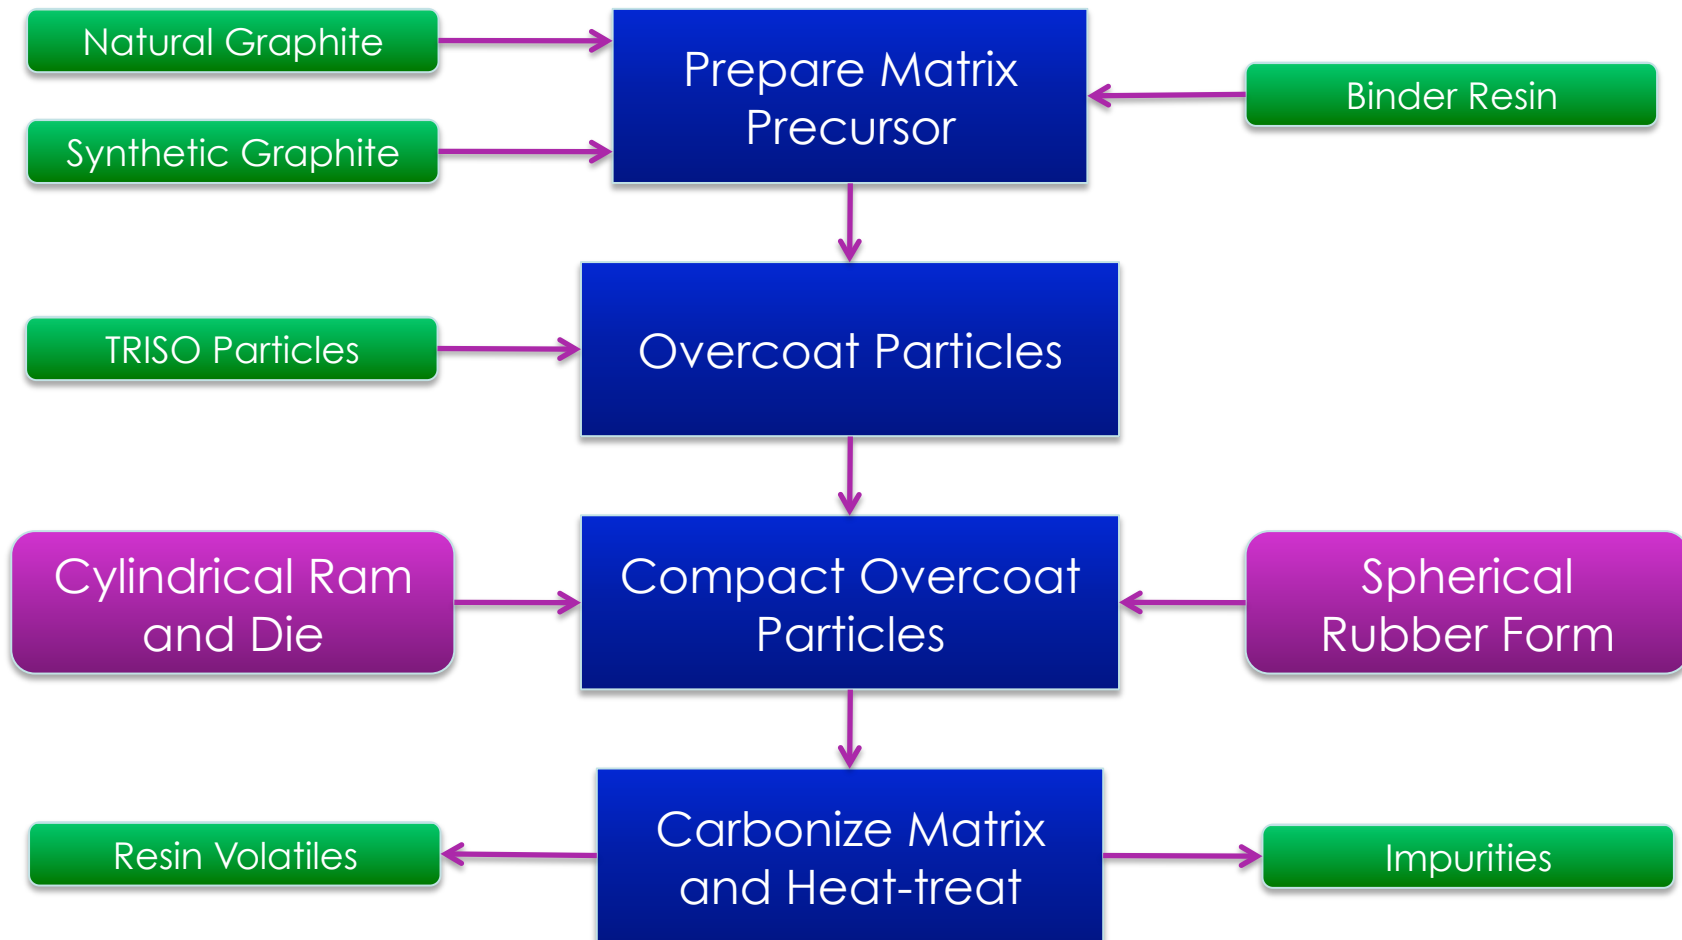 Natural Graphite
Prepare Matrix
Precursor
Binder Resin
Synthetic Graphite
TRISO Particles
Overcoat Particles
Cylindrical Ram
and Die
Compact Overcoat
Particles
Spherical
Rubber Form
Resin Volatiles
Carbonize Matrix
and Heat-treat
Impurities